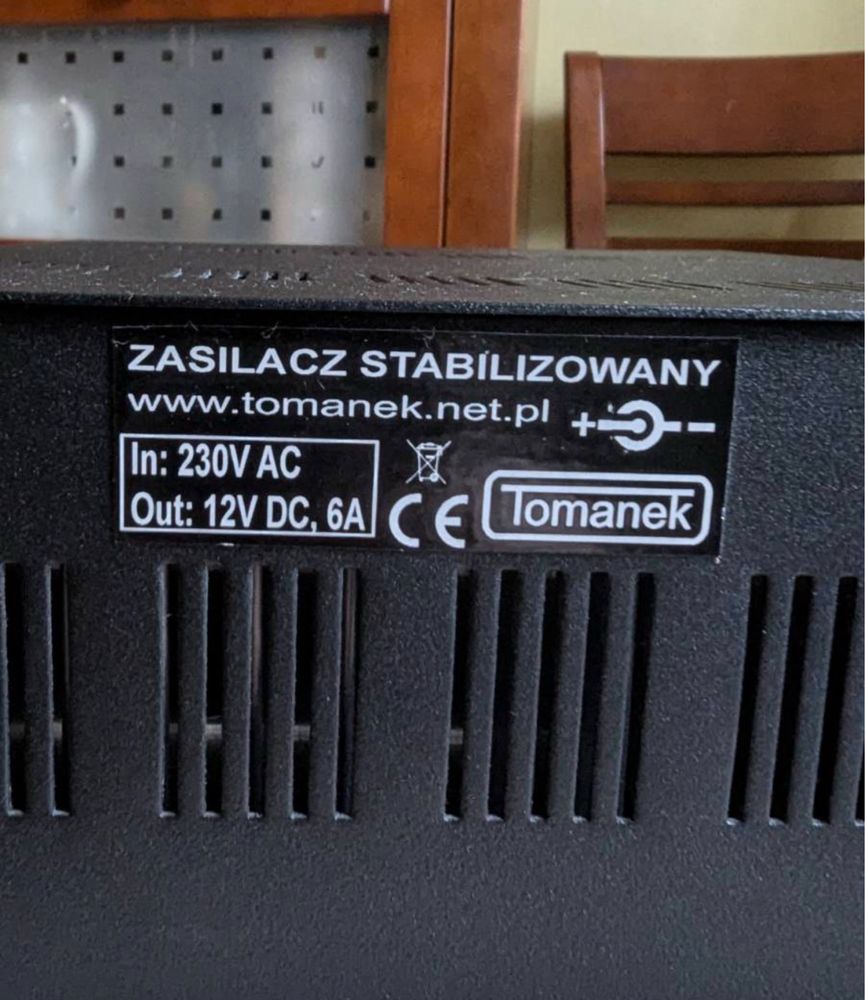 ZASILACZ STABILIZOWANY
www.tomanek.net.pl
+ −
In: 230V AC
Out: 12V DC, 6A
CE
Tomanek